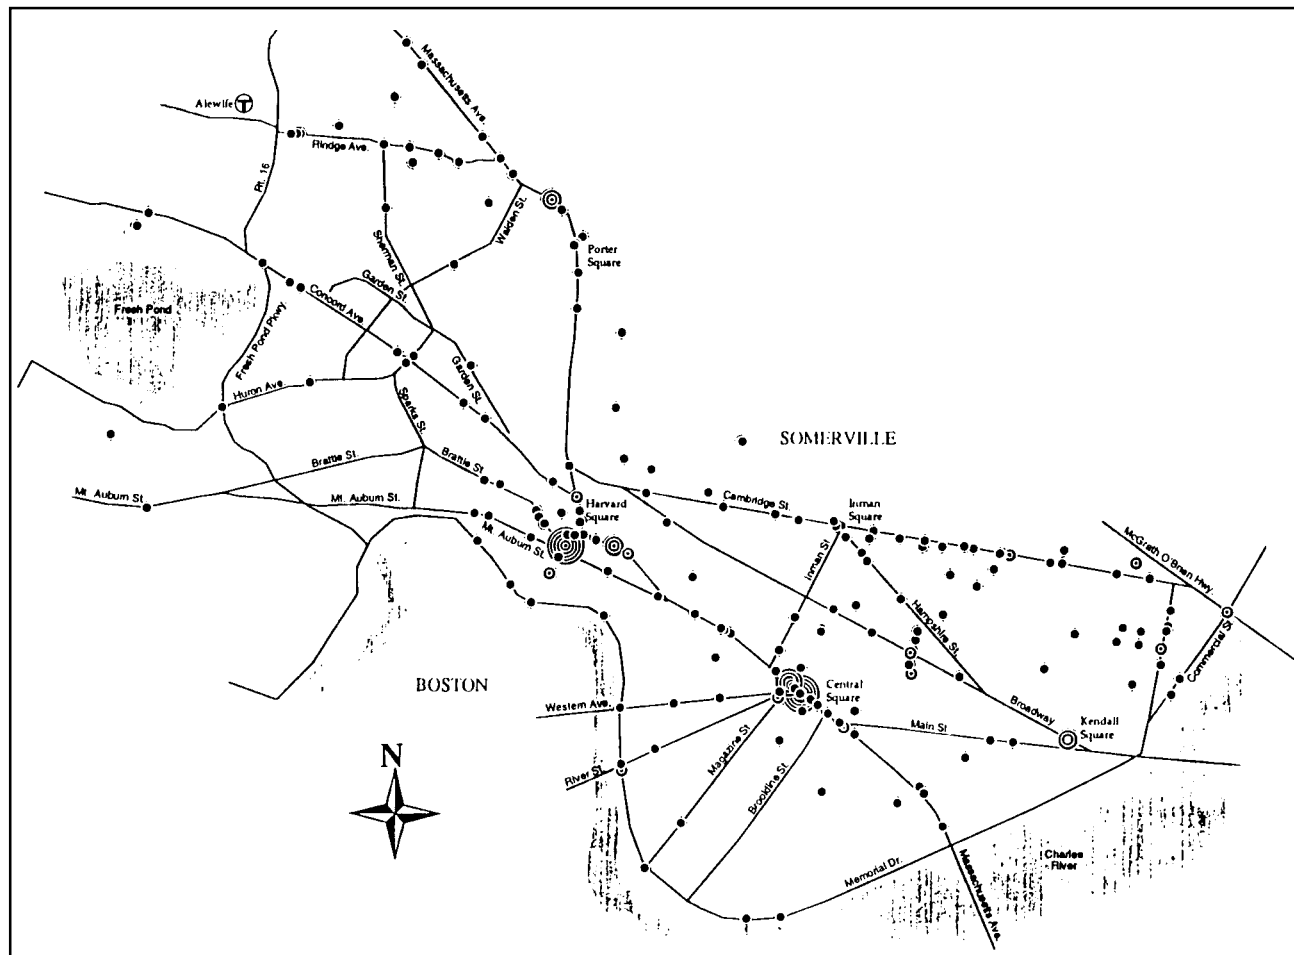 Massachusetts Ave.
Alewife T
Rindge Ave.
Rt. 16
Walden St.
Sherman St.
Porter
Square
Garden St.
Concord Ave.
Fresh Pond
Fresh Pond Pkwy.
Huron Ave.
Garden St.
Sparks St.
SOMERVILLE
Brattle St.
Brattle St.
Mt. Auburn St.
Mt. Auburn St.
Mt. Auburn St.
Harvard
Square
Cambridge St.
Inman
Square
Inman St.
McGrath O'Brian Hwy.
Hampshire St.
Commercial St.
BOSTON
Western Ave.
Central
Square
Broadway
Main St
Kendall
Square
Magazine St.
River St.
Brookline St.
N
Memorial Dr.
Charles
River
Massachusetts Ave.